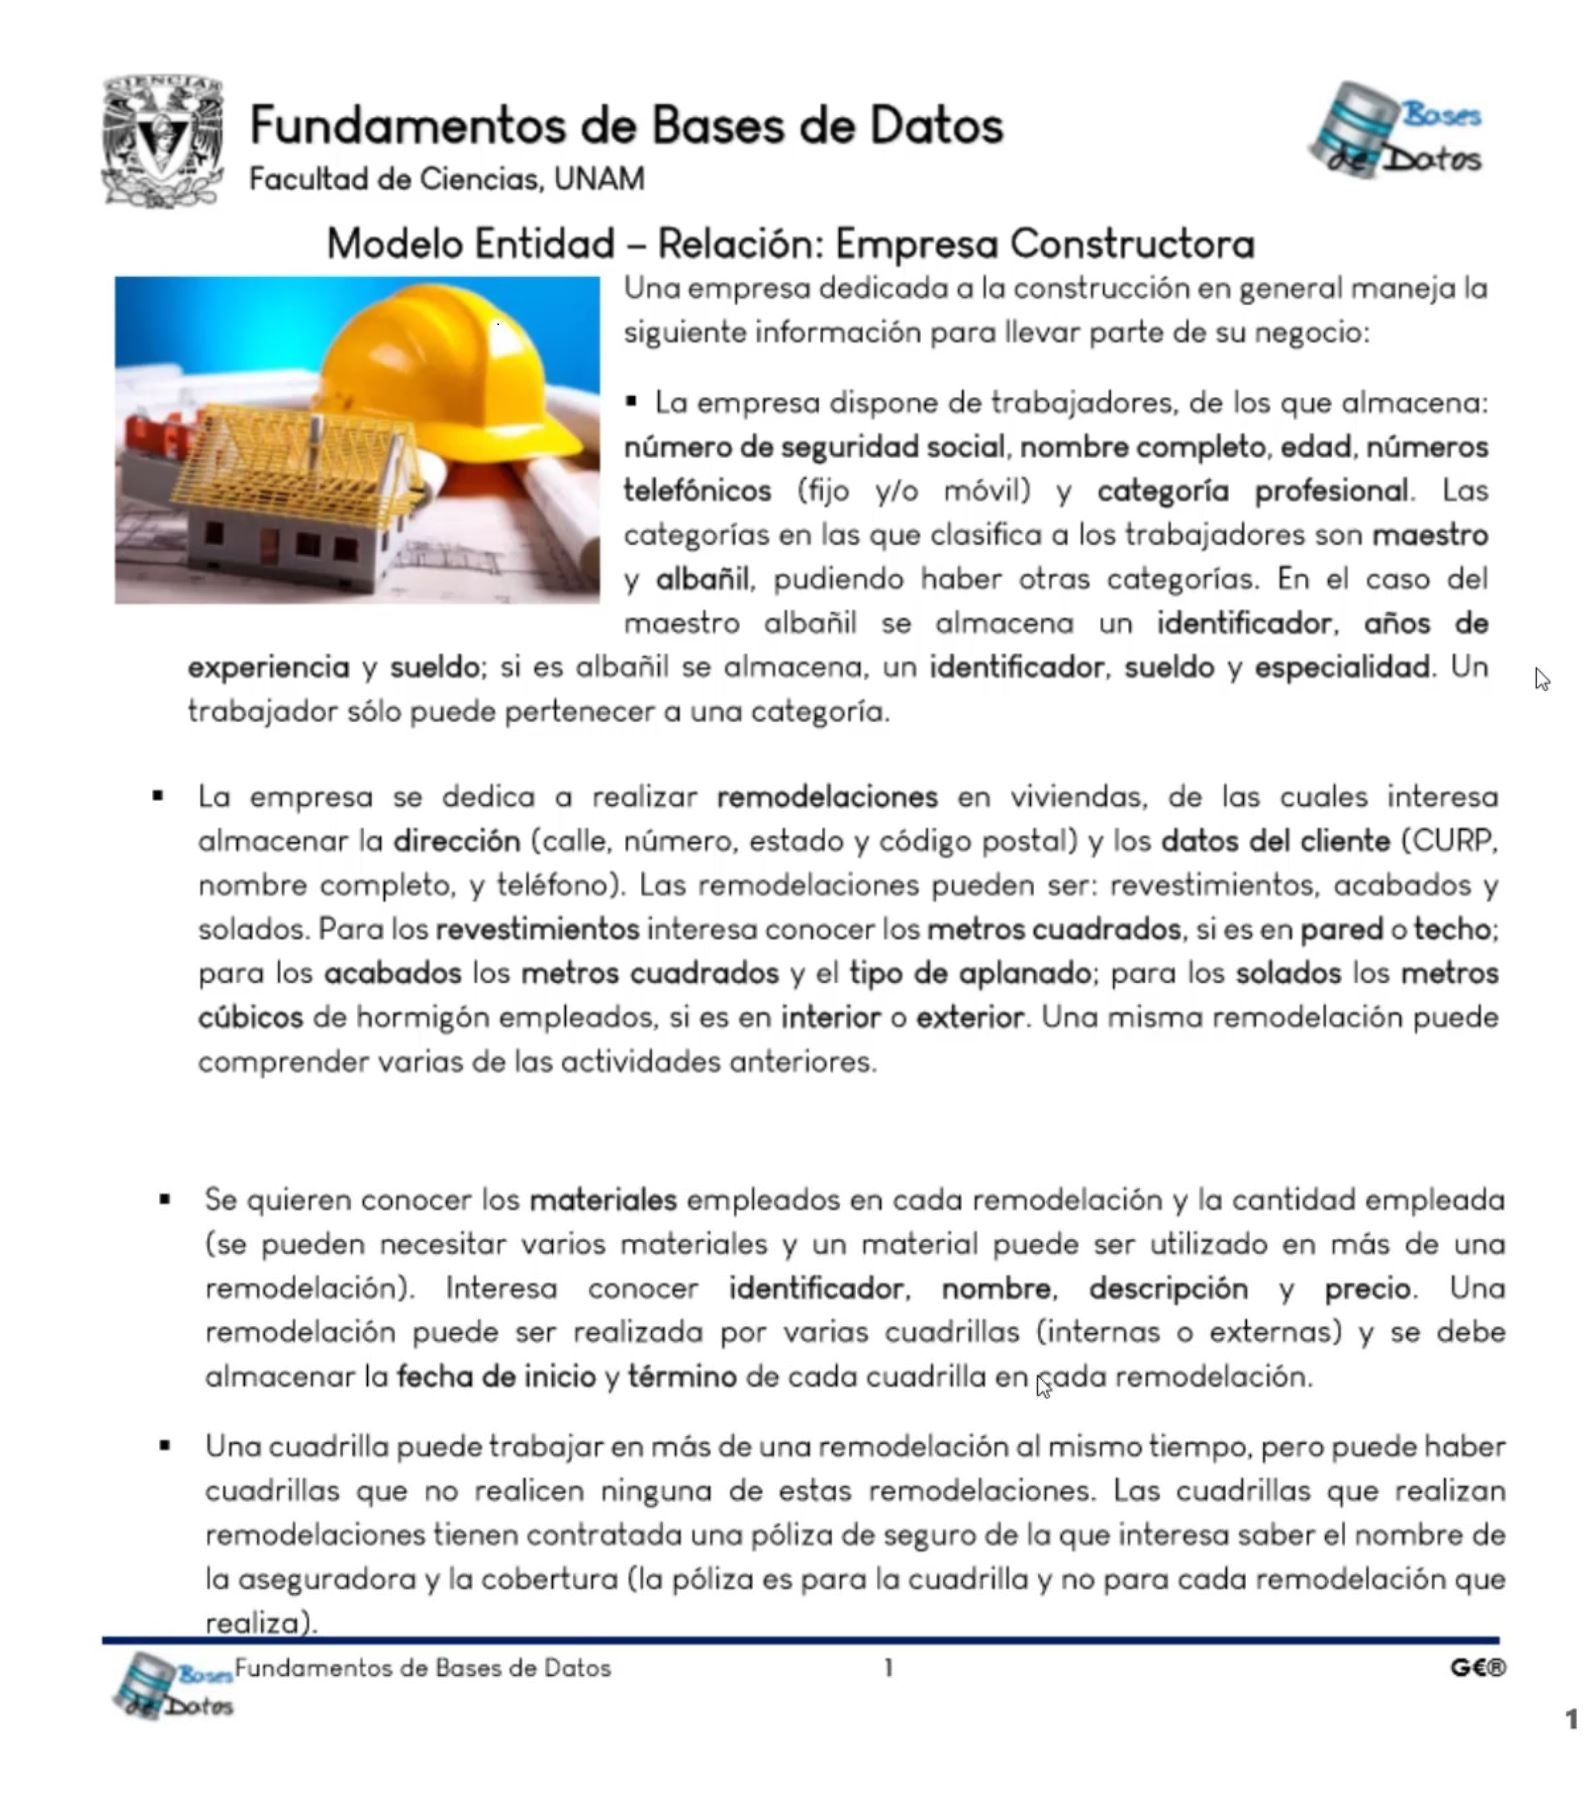 CIENCIAS
Fundamentos de Bases de Datos
Facultad de Ciencias, UNAM
Bases
de Datos
Modelo Entidad – Relación: Empresa Constructora
Una empresa dedicada a la construcción en general maneja la
siguiente información para llevar parte de su negocio:
▪ La empresa dispone de trabajadores, de los que almacena:
número de seguridad social, nombre completo, edad, números
telefónicos (fijo y/o móvil) y categoría profesional. Las
categorías en las que clasifica a los trabajadores son maestro
y albañil, pudiendo haber otras categorías. En el caso del
maestro albañil se almacena un identificador, años de
experiencia y sueldo; si es albañil se almacena, un identificador, sueldo y especialidad. Un
trabajador sólo puede pertenecer a una categoría.
▪ La empresa se dedica a realizar remodelaciones en viviendas, de las cuales interesa
almacenar la dirección (calle, número, estado y código postal) y los datos del cliente (CURP,
nombre completo, y teléfono). Las remodelaciones pueden ser: revestimientos, acabados y
solados. Para los revestimientos interesa conocer los metros cuadrados, si es en pared o techo;
para los acabados los metros cuadrados y el tipo de aplanado; para los solados los metros
cúbicos de hormigón empleados, si es en interior o exterior. Una misma remodelación puede
comprender varias de las actividades anteriores.
▪ Se quieren conocer los materiales empleados en cada remodelación y la cantidad empleada
(se pueden necesitar varios materiales y un material puede ser utilizado en más de una
remodelación). Interesa conocer identificador, nombre, descripción y precio. Una
remodelación puede ser realizada por varias cuadrillas (internas o externas) y se debe
almacenar la fecha de inicio y término de cada cuadrilla en cada remodelación.
▪ Una cuadrilla puede trabajar en más de una remodelación al mismo tiempo, pero puede haber
cuadrillas que no realicen ninguna de estas remodelaciones. Las cuadrillas que realizan
remodelaciones tienen contratada una póliza de seguro de la que interesa saber el nombre de
la aseguradora y la cobertura (la póliza es para la cuadrilla y no para cada remodelación que
realiza).
Bases
de Datos
Fundamentos de Bases de Datos 1 G€®
1